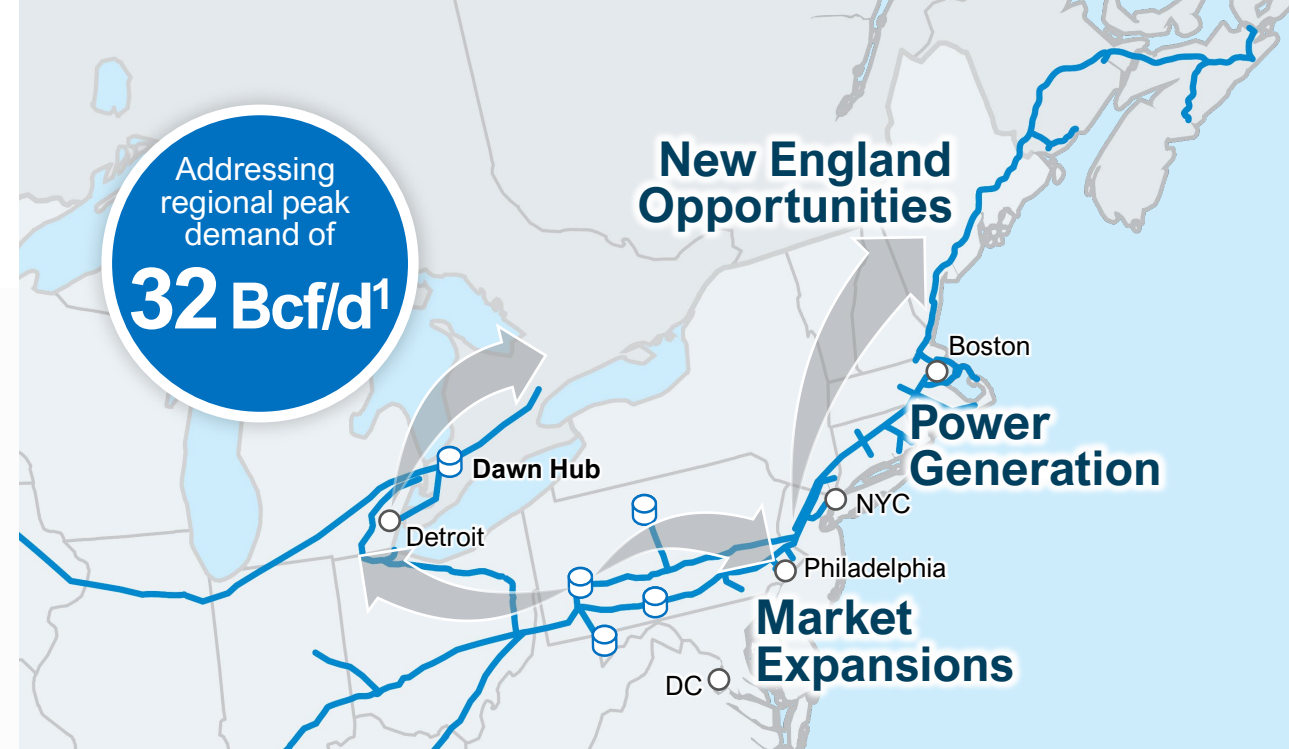 Addressing
regional peak
demand of
32 Bcf/d1
New England
Opportunities
Boston
Power
Generation
Dawn Hub
NYC
Detroit
Philadelphia
Market
Expansions
DC